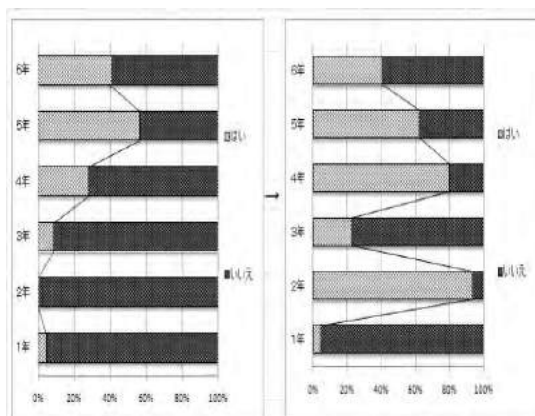 6年
5年
4年
3年
2年
1年
0% 20% 40% 60% 80% 100%
はい
いいえ
→
6年
5年
4年
3年
2年
1年
0% 20% 40% 60% 80% 100%
はい
いいえ